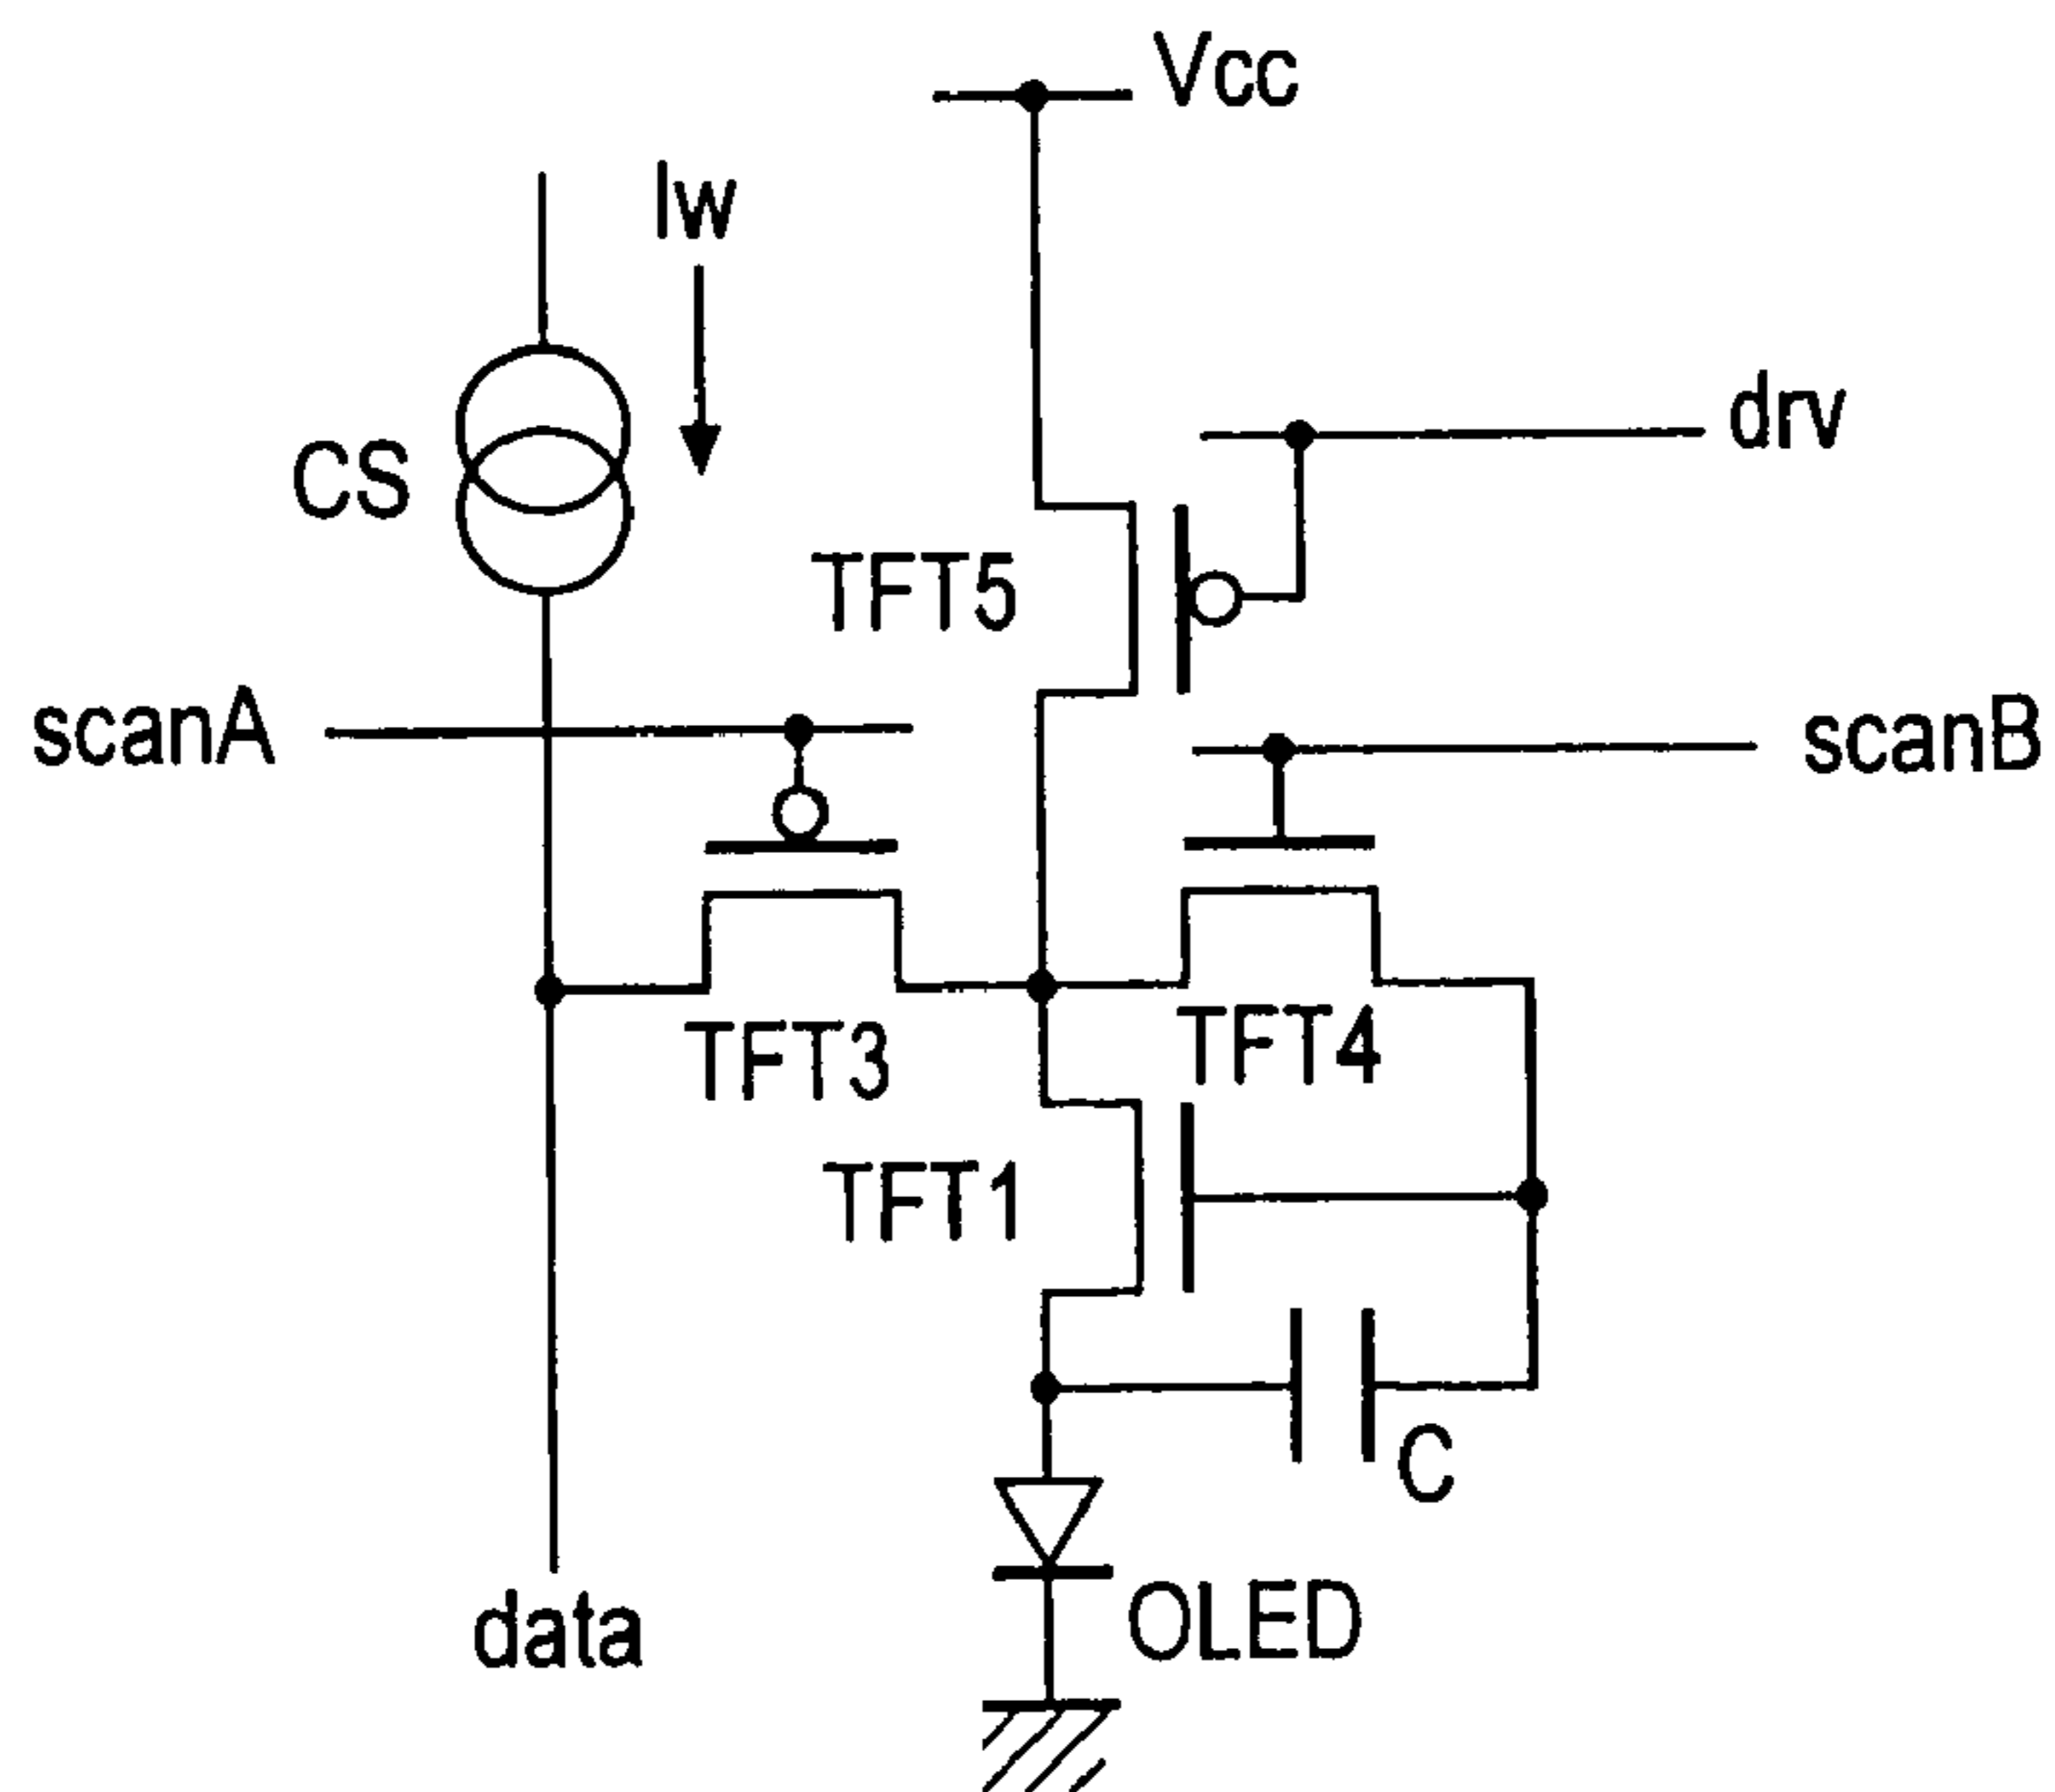 Vcc
Iw
drv
CS
TFT5
scanA
scanB
TFT3
TFT4
TFT1
C
OLED
data